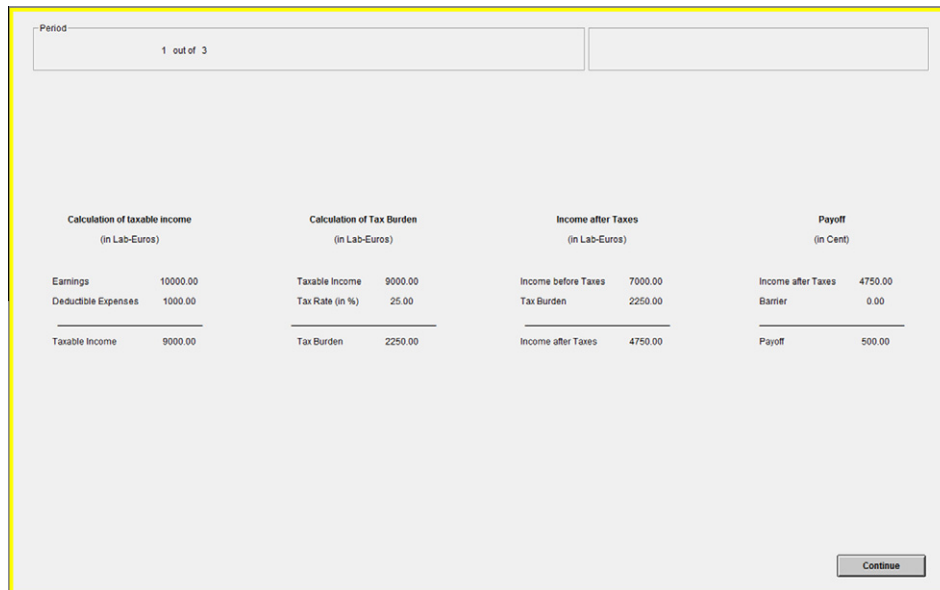 Period
1 out of 3
Calculation of taxable income
(in Lab-Euros)
Earnings 10000.00
Deductible Expenses 1000.00
Taxable Income 9000.00
Calculation of Tax Burden
(in Lab-Euros)
Taxable Income 9000.00
Tax Rate (in %) 25.00
Tax Burden 2250.00
Income after Taxes
(in Lab-Euros)
Income before Taxes 7000.00
Tax Burden 2250.00
Income after Taxes 4750.00
Payoff
(in Cent)
Income after Taxes 4750.00
Barrier 0.00
Payoff 500.00
Continue